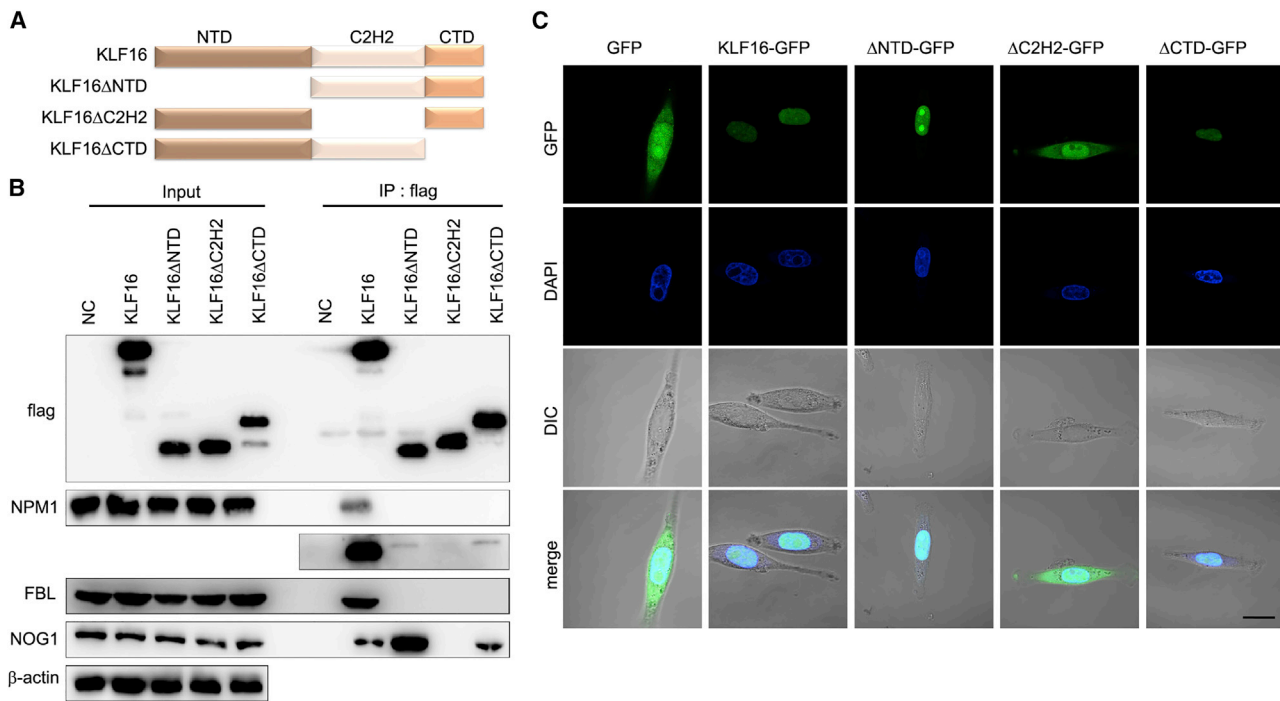 A
NTD C2H2 CTD
KLF16
KLF16ΔNTD
KLF16ΔC2H2
KLF16ΔCTD
B
Input IP : flag
NC KLF16 KLF16ΔNTD KLF16ΔC2H2 KLF16ΔCTD NC KLF16 KLF16ΔNTD KLF16ΔC2H2 KLF16ΔCTD
flag
NPM1
FBL
NOG1
β-actin
C
GFP KLF16-GFP ΔNTD-GFP ΔC2H2-GFP ΔCTD-GFP
GFP
DAPI
DIC
merge